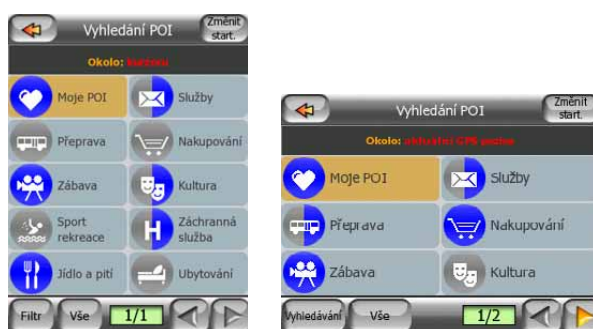 Vyhledání POI
Změnit
start.
Okolo: kurzoru
Moje POI
Služby
Přeprava
Nakupování
Zábava
Kultura
Sport
rekreace
Záchranná
služba
Jídlo a pití
Ubytování
Filtr
Vše
1/1
Vyhledání POI
Změnit
start.
Okolo: aktuální GPS pozice
Moje POI
Služby
Přeprava
Nakupování
Zábava
Kultura
Vyhledávání
Vše
1/2